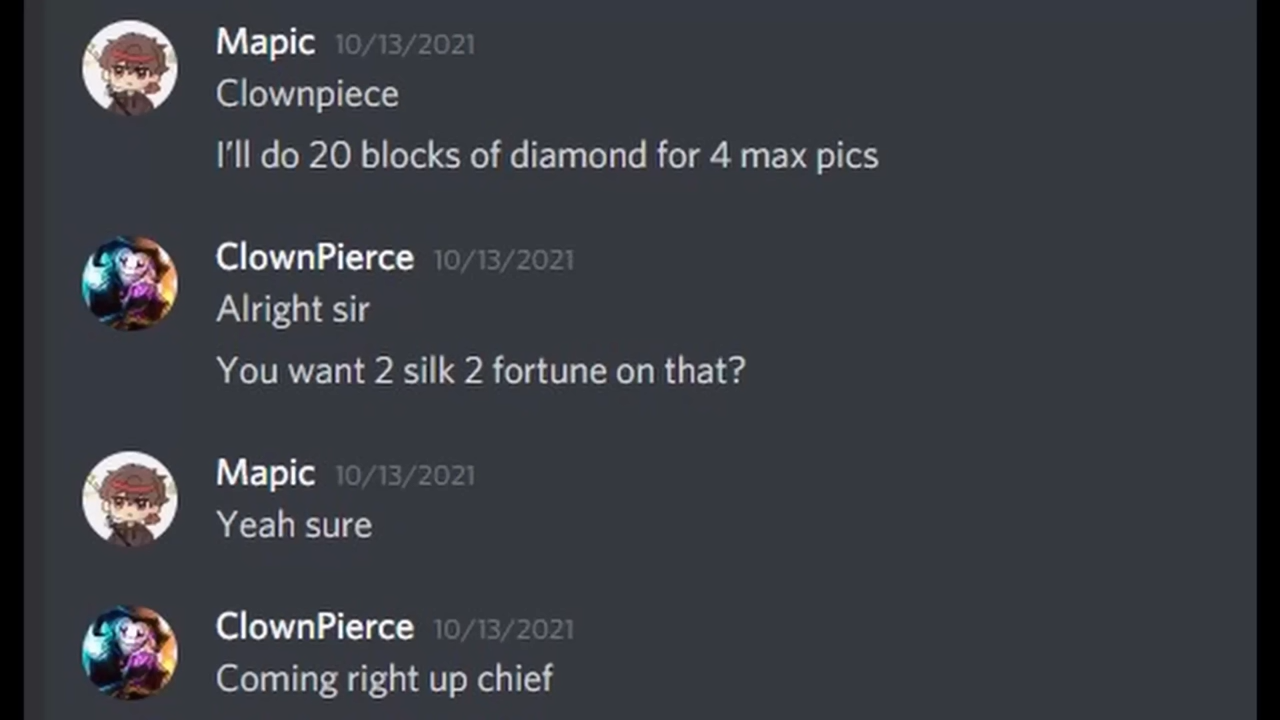 Mapic 10/13/2021
Clownpiece
I'll do 20 blocks of diamond for 4 max pics
ClownPierce 10/13/2021
Alright sir
You want 2 silk 2 fortune on that?
Mapic 10/13/2021
Yeah sure
ClownPierce 10/13/2021
Coming right up chief